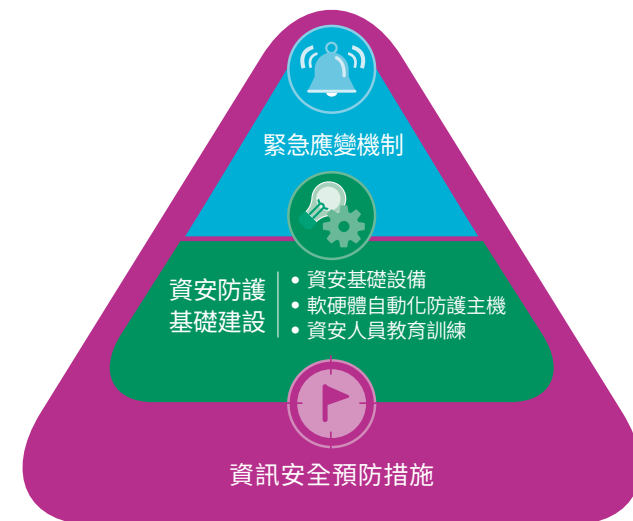 緊急應變機制
資安防護
基礎建設
• 資安基礎設備
• 軟硬體自動化防護主機
• 資安人員教育訓練
資訊安全預防措施